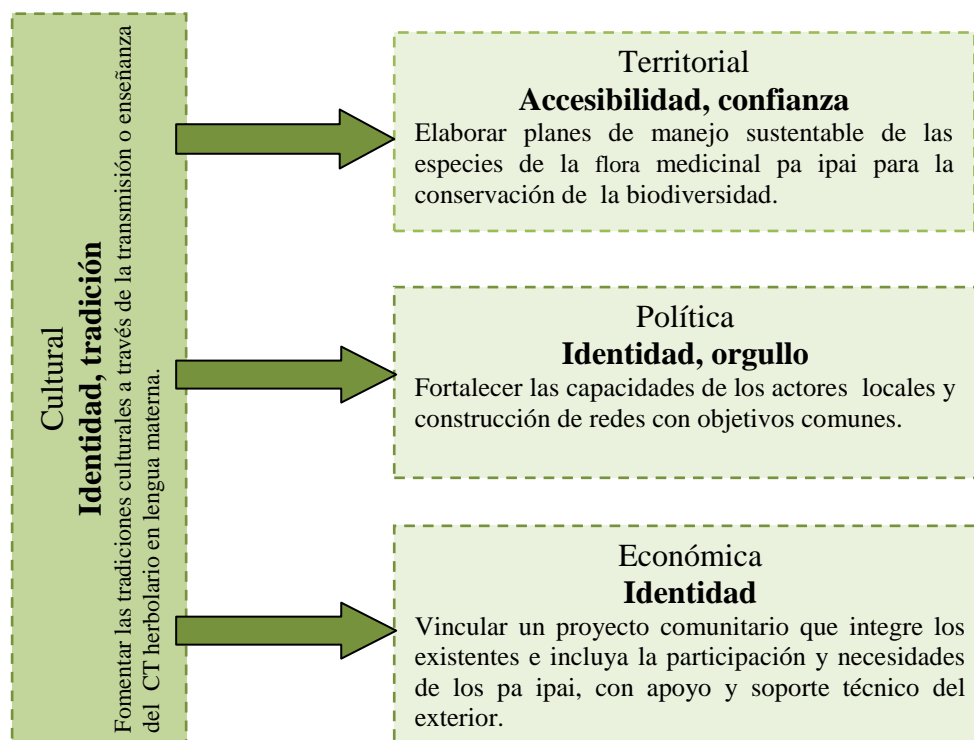 Cultural
Identidad, tradición
Fomentar las tradiciones culturales a través de la transmisión o enseñanza
del CT herbolario en lengua materna.
Territorial
Accesibilidad, confianza
Elaborar planes de manejo sustentable de las
especies de la flora medicinal pa ipai para la
conservación de la biodiversidad.
Política
Identidad, orgullo
Fortalecer las capacidades de los actores locales y
construcción de redes con objetivos comunes.
Económica
Identidad
Vincular un proyecto comunitario que integre los
existentes e incluya la participación y necesidades
de los pa ipai, con apoyo y soporte técnico del
exterior.